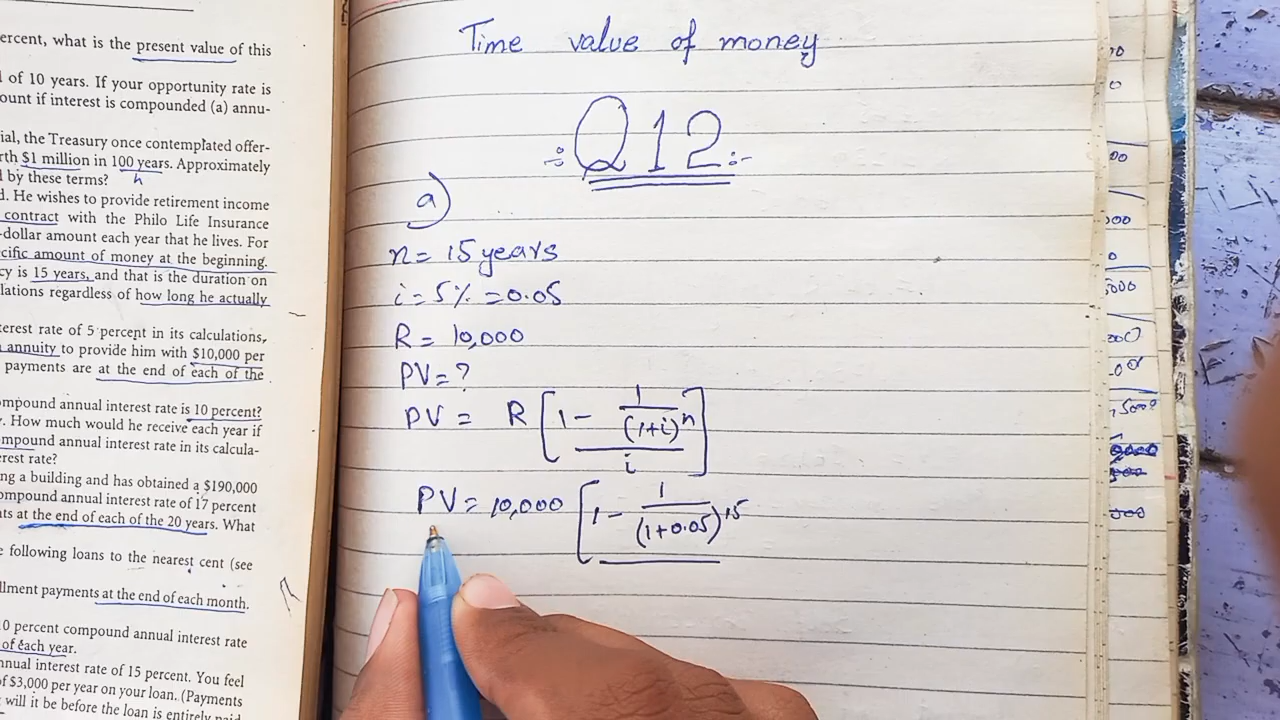 ercent, what is the present value of this
of 10 years. If your opportunity rate is
ount if interest is compounded (a) annu-
ial, the Treasury once contemplated offer-
rth $1 million in 100 years. Approximately
d by these terms? n
d. He wishes to provide retirement income
contract with the Philo Life Insurance
-dollar amount each year that he lives. For
cific amount of money at the beginning.
cy is 15 years, and that is the duration on
lations regardless of how long he actually
terest rate of 5 percent in its calculations,
annuity to provide him with $10,000 per
payments are at the end of each of the
mpound annual interest rate is 10 percent?
. How much would he receive each year if
mpound annual interest rate in its calcula-
erest rate?
ng a building and has obtained a $190,000
ompound annual interest rate of 17 percent
ts at the end of each of the 20 years. What
e following loans to the nearest cent (see
llment payments at the end of each month.
0 percent compound annual interest rate
of each year.
nnual interest rate of 15 percent. You feel
of $3,000 per year on your loan. (Payments
will it be before the loan is entirely paid
Time value of money
÷Q12:-
a)
n = 15 years
i = 5% = 0.05
R = 10,000
PV = ?
PV = R [1 - 1/(1+i)^n / i]
PV = 10,000 [1 - 1/(1+0.05)^15